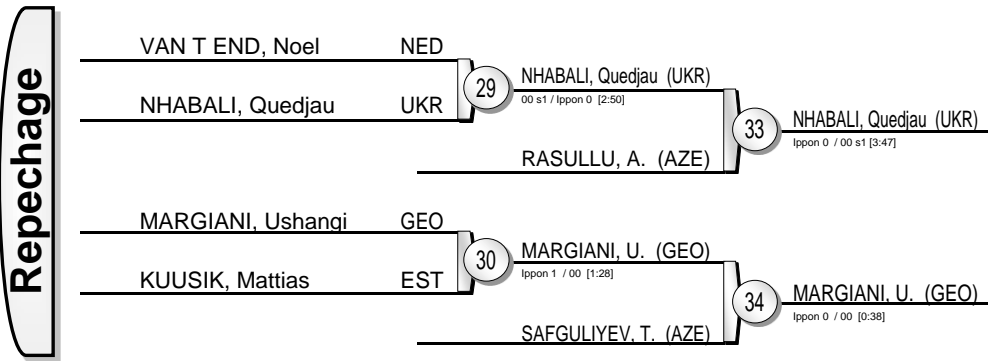 Repechage
VAN T END, Noel NED
NHABALI, Quedjau UKR
29
NHABALI, Quedjau (UKR)
00 s1 / Ippon 0 [2:50]
RASULLU, A. (AZE)
33
NHABALI, Quedjau (UKR)
Ippon 0 / 00 s1 [3:47]
MARGIANI, Ushangi GEO
KUUSIK, Mattias EST
30
MARGIANI, U. (GEO)
Ippon 1 / 00 [1:28]
SAFGULIYEV, T. (AZE)
34
MARGIANI, U. (GEO)
Ippon 0 / 00 [0:38]